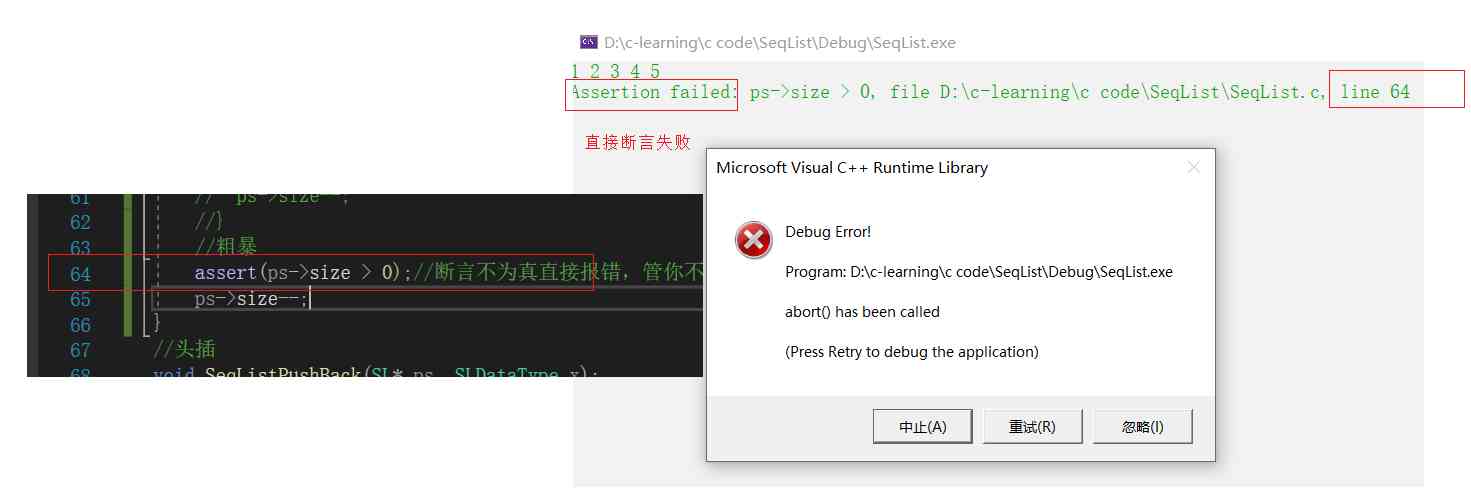 D:\c-learning\c code\SeqList\Debug\SeqList.exe
1 2 3 4 5
Assertion failed: ps->size > 0, file D:\c-learning\c code\SeqList\SeqList.c, line 64
直接断言失败
Microsoft Visual C++ Runtime Library
Debug Error!
Program: D:\c-learning\c code\SeqList\Debug\SeqList.exe
abort() has been called
(Press Retry to debug the application)
中止(A)
重试(R)
忽略(I)
61 // ps->size--;
62 //}
63 //粗暴
64 assert(ps->size > 0);//断言不为真直接报错，管你不
65 ps->size--;
66 }
67 //头插
68 void SeqListPushBack(SL* ps, SLDataType x);